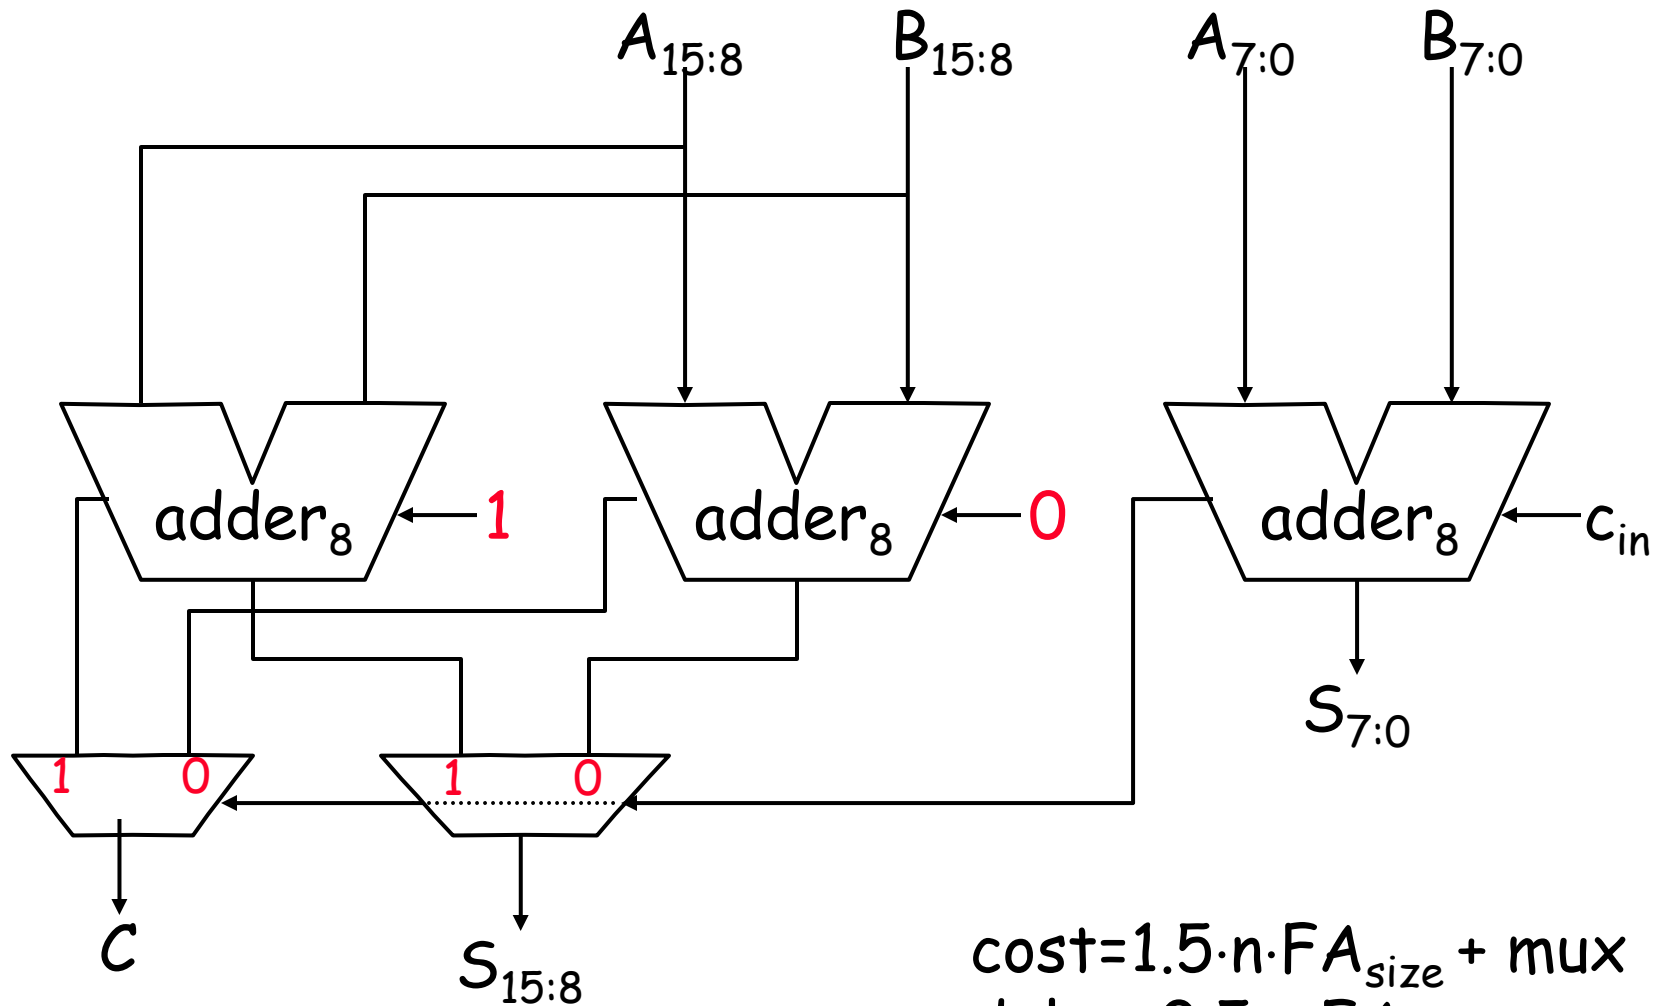 A15:8 B15:8 A7:0 B7:0
adder8 1 adder8 0 adder8 cin
S7:0
1 0 1 0
C
S15:8
cost=1.5·n·FAsize + mux